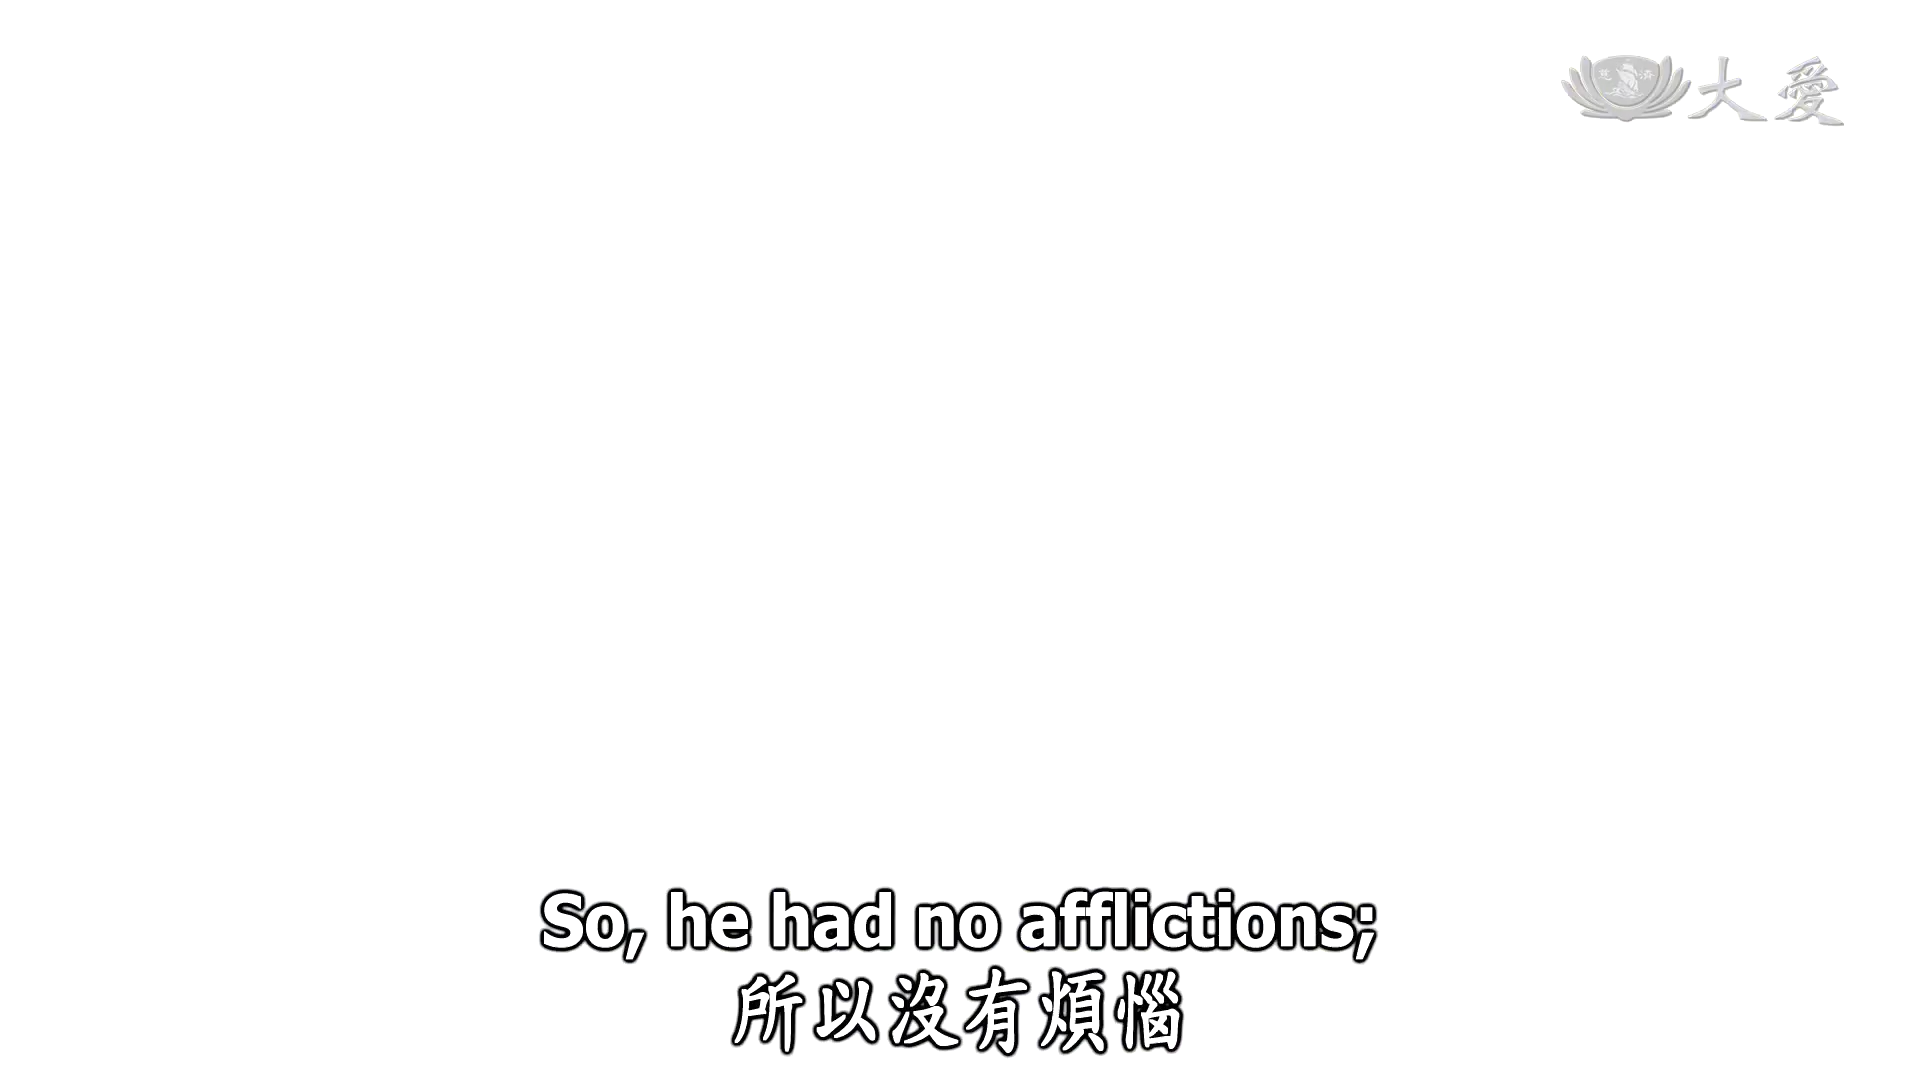 大愛
So, he had no afflictions;
所以沒有煩惱